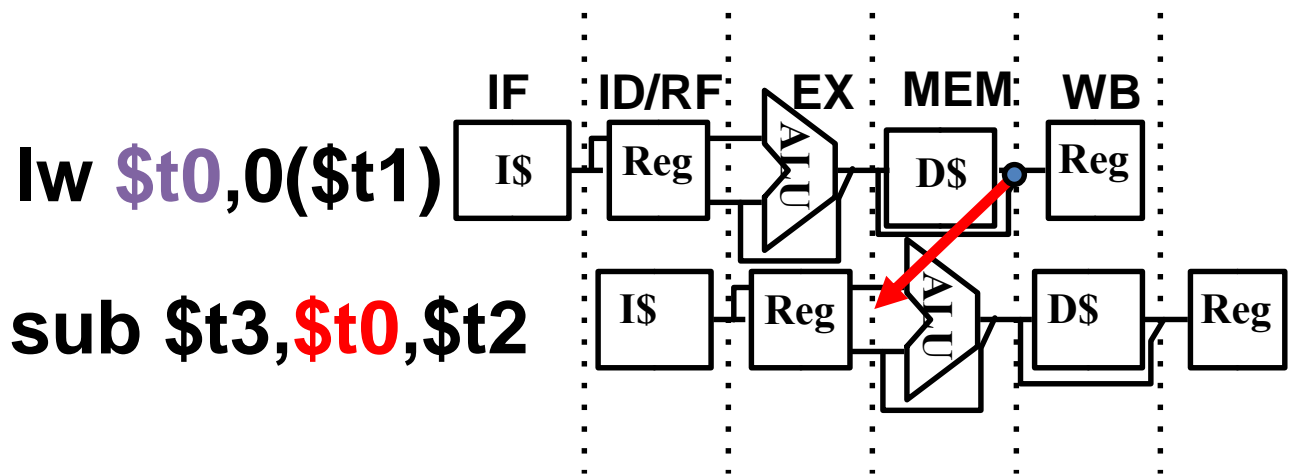 IF ID/RF EX MEM WB
lw $t0,0($t1) I$ Reg ALU D$ Reg
sub $t3,$t0,$t2 I$ Reg ALU D$ Reg